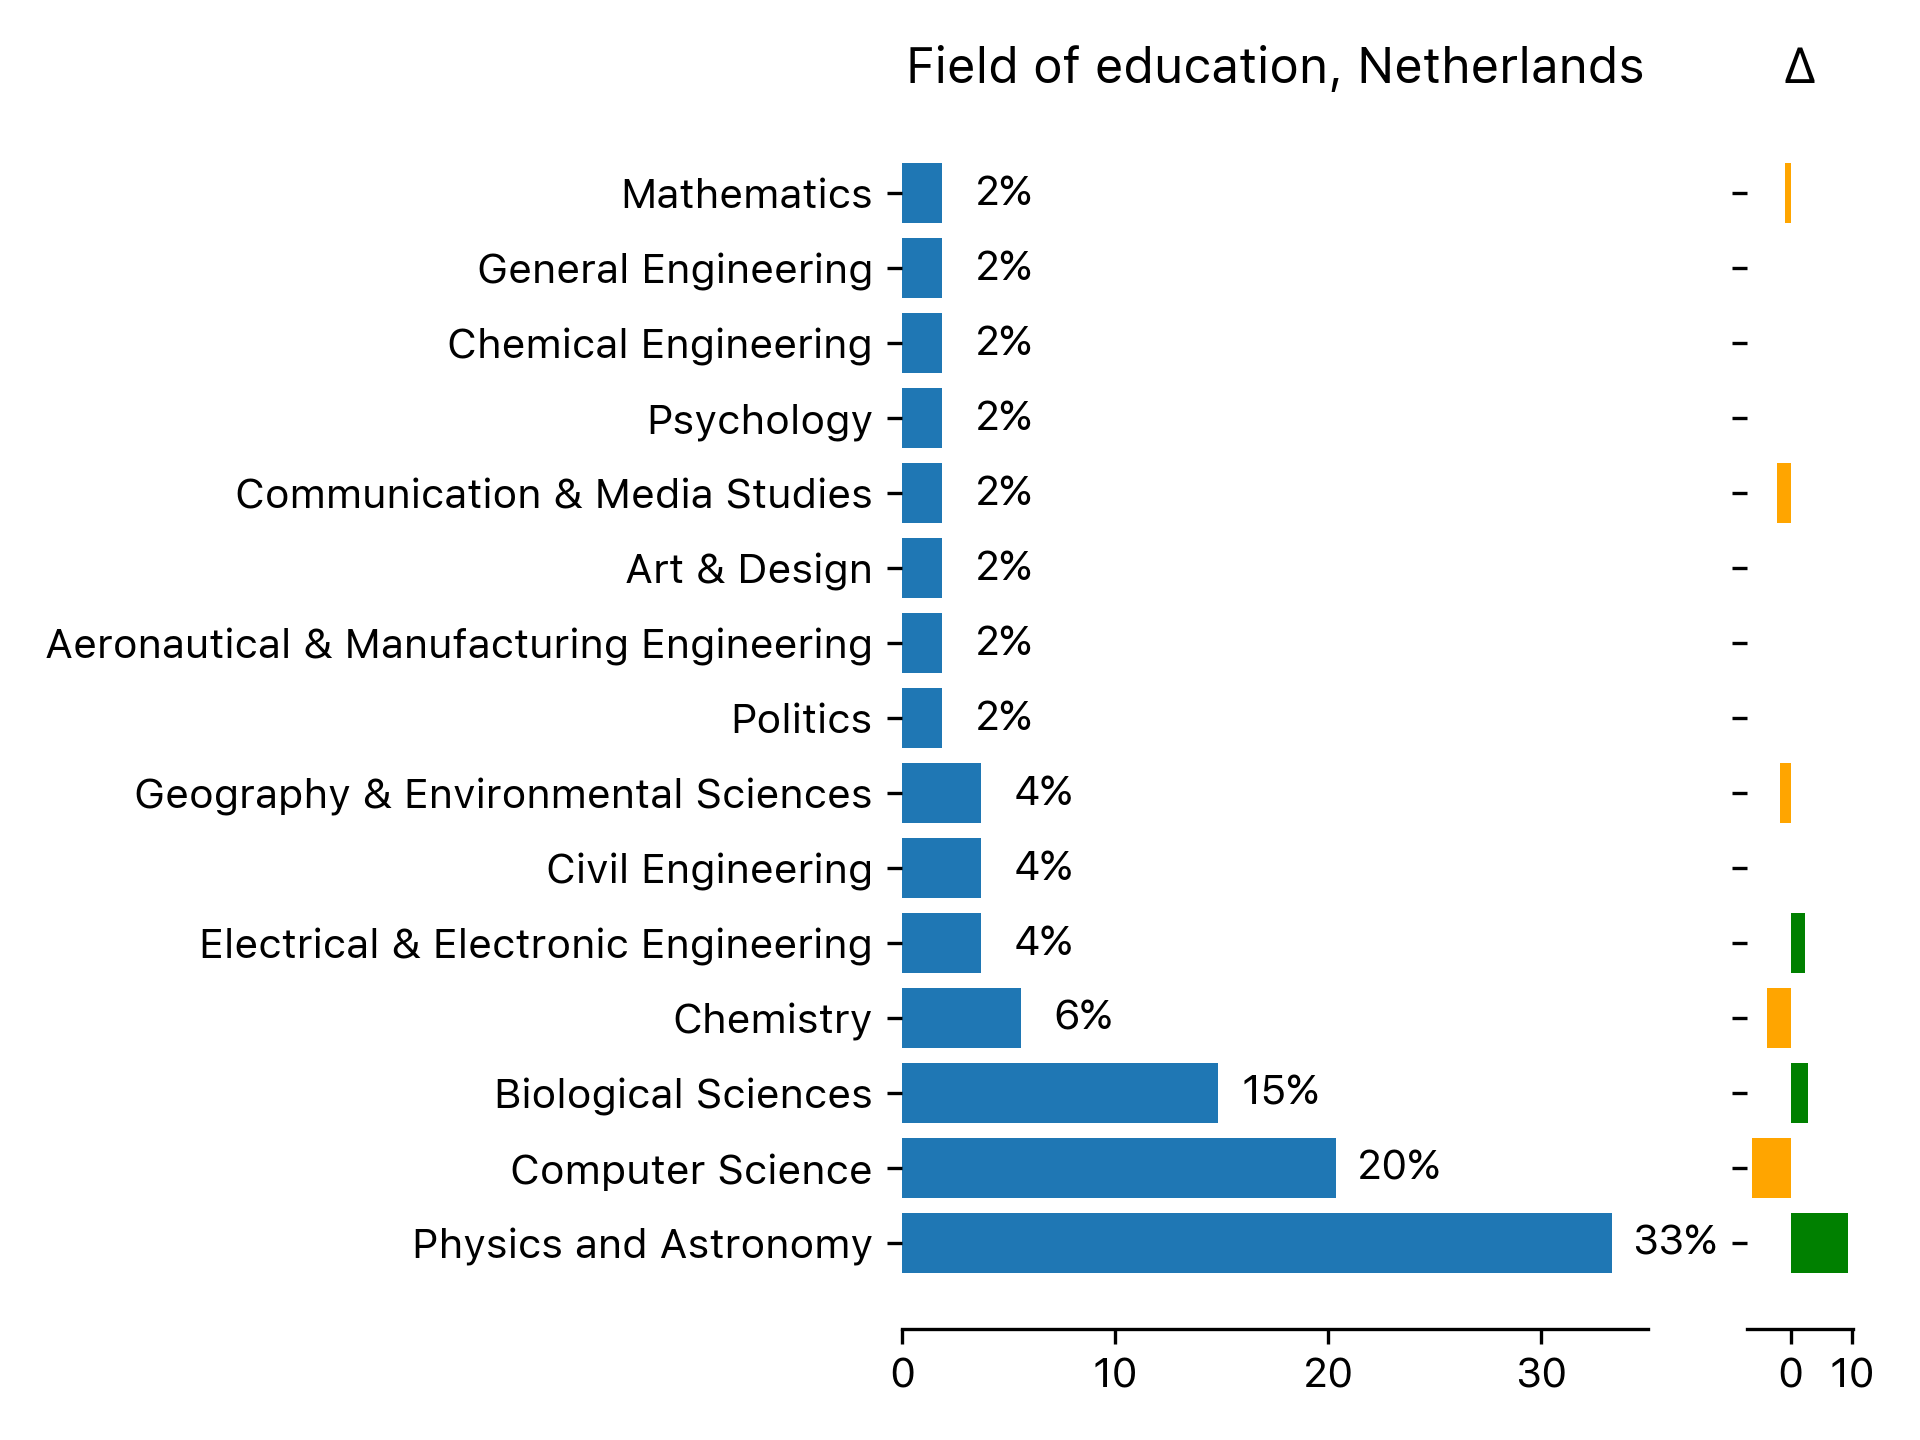 Field of education, Netherlands Δ
Mathematics 2%
General Engineering 2%
Chemical Engineering 2%
Psychology 2%
Communication & Media Studies 2%
Art & Design 2%
Aeronautical & Manufacturing Engineering 2%
Politics 2%
Geography & Environmental Sciences 4%
Civil Engineering 4%
Electrical & Electronic Engineering 4%
Chemistry 6%
Biological Sciences 15%
Computer Science 20%
Physics and Astronomy 33%
0 10 20 30 0 10